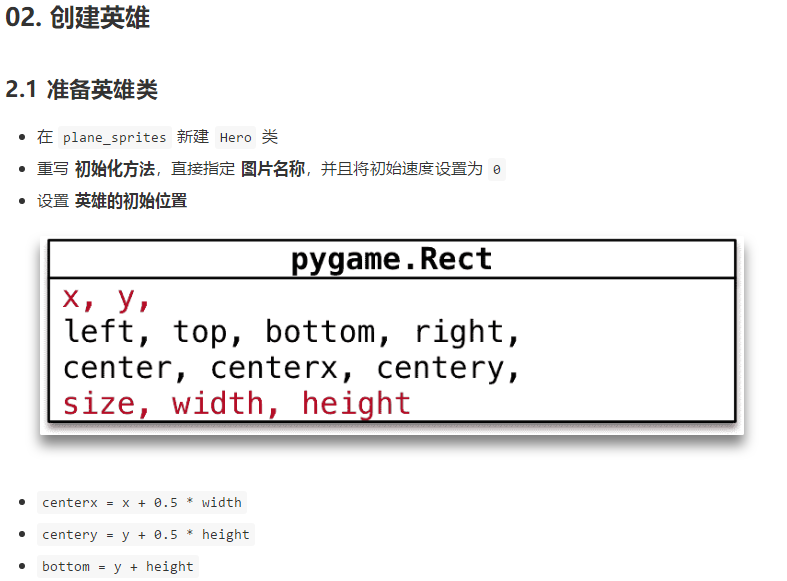 02. 创建英雄
2.1 准备英雄类
• 在 plane_sprites 新建 Hero 类
• 重写 初始化方法，直接指定 图片名称，并且将初始速度设置为 0
• 设置 英雄的初始位置
pygame.Rect
x, y,
left, top, bottom, right,
center, centerx, centery,
size, width, height
• centerx = x + 0.5 * width
• centery = y + 0.5 * height
• bottom = y + height